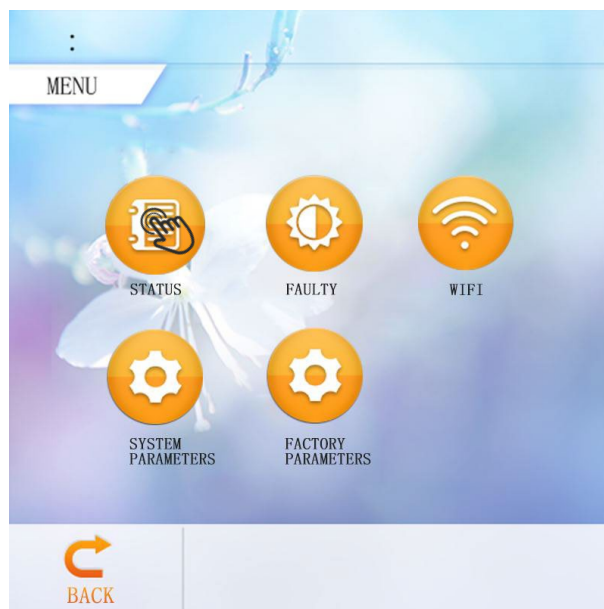 :
MENU
STATUS
FAULTY
WIFI
SYSTEM
PARAMETERS
FACTORY
PARAMETERS
BACK